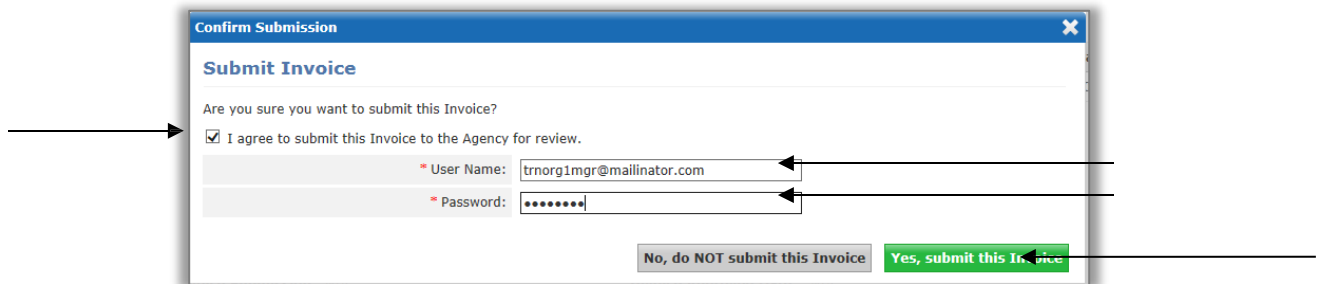 Confirm Submission
Submit Invoice
Are you sure you want to submit this Invoice?
I agree to submit this Invoice to the Agency for review.
* User Name: trnorg1mgr@mailinator.com
* Password: ••••••••
No, do NOT submit this Invoice Yes, submit this Invoice